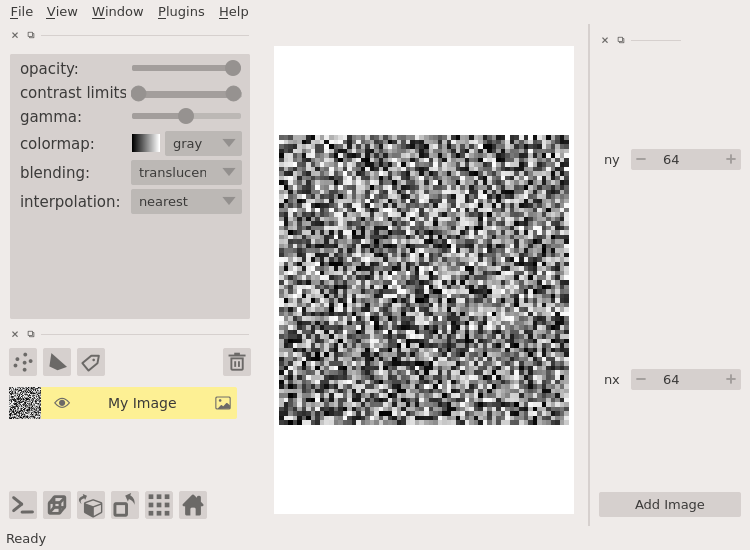 File View Window Plugins Help
opacity:
contrast limits
gamma:
colormap: gray
blending: translucen
interpolation: nearest
ny 64
nx 64
My Image
Add Image
Ready